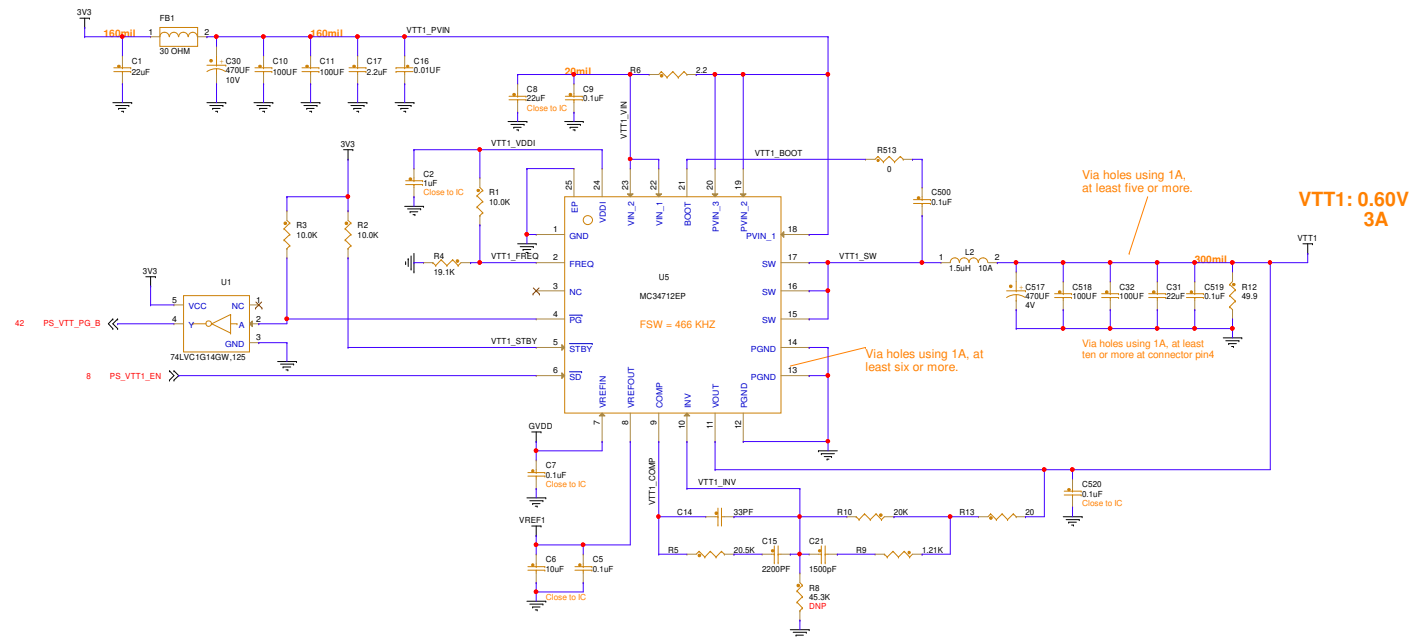 3V3
FB1
160mil
1
2
30 OHM
160mil
VTT1_PVIN
C1
22uF
C30
470UF
10V
C10
100UF
C11
100UF
C17
2.2uF
C16
0.01UF
20mil
R6
2.2
C8
22uF
Close to IC
C9
0.1uF
VTT1_VIN
3V3
VTT1_VDDI
VTT1_BOOT
R513
0
C2
1uF
Close to IC
R1
10.0K
C500
0.1uF
Via holes using 1A,
at least five or more.
VTT1: 0.60V
3A
R3
10.0K
R2
10.0K
25
24
23
22
21
20
19
EP
VDDI
VIN_2
VIN_1
BOOT
PVIN_3
PVIN_2
1
GND
PVIN_1
18
R4
19.1K
VTT1_FREQ
2
FREQ
SW
17
VTT1_SW
1
L2
2
1.5uH
10A
300mil
VTT1
3V3
U1
5
VCC
NC
1
4
Y
A
2
GND
3
74LVC1G14GW,125
3
NC
U5
MC34712EP
SW
16
C517
470UF
4V
C518
100UF
C32
100UF
C31
22uF
C519
0.1uF
R12
49.9
42
PS_VTT_PG_B
4
PG
FSW = 466 KHZ
SW
15
VTT1_STBY
5
STBY
PGND
14
Via holes using 1A, at
least six or more.
Via holes using 1A, at least
ten or more at connector pin4
8
PS_VTT1_EN
6
SD
PGND
13
VREFIN
VREFOUT
COMP
INV
VOUT
PGND
7
8
9
10
11
12
GVDD
C7
0.1uF
Close to IC
VTT1_COMP
VTT1_INV
C520
0.1uF
Close to IC
VREF1
C6
10uF
C5
0.1uF
Close to IC
C14
33PF
R10
20K
R13
20
R5
20.5K
C15
2200PF
C21
1500pF
R9
1.21K
R8
45.3K
DNP